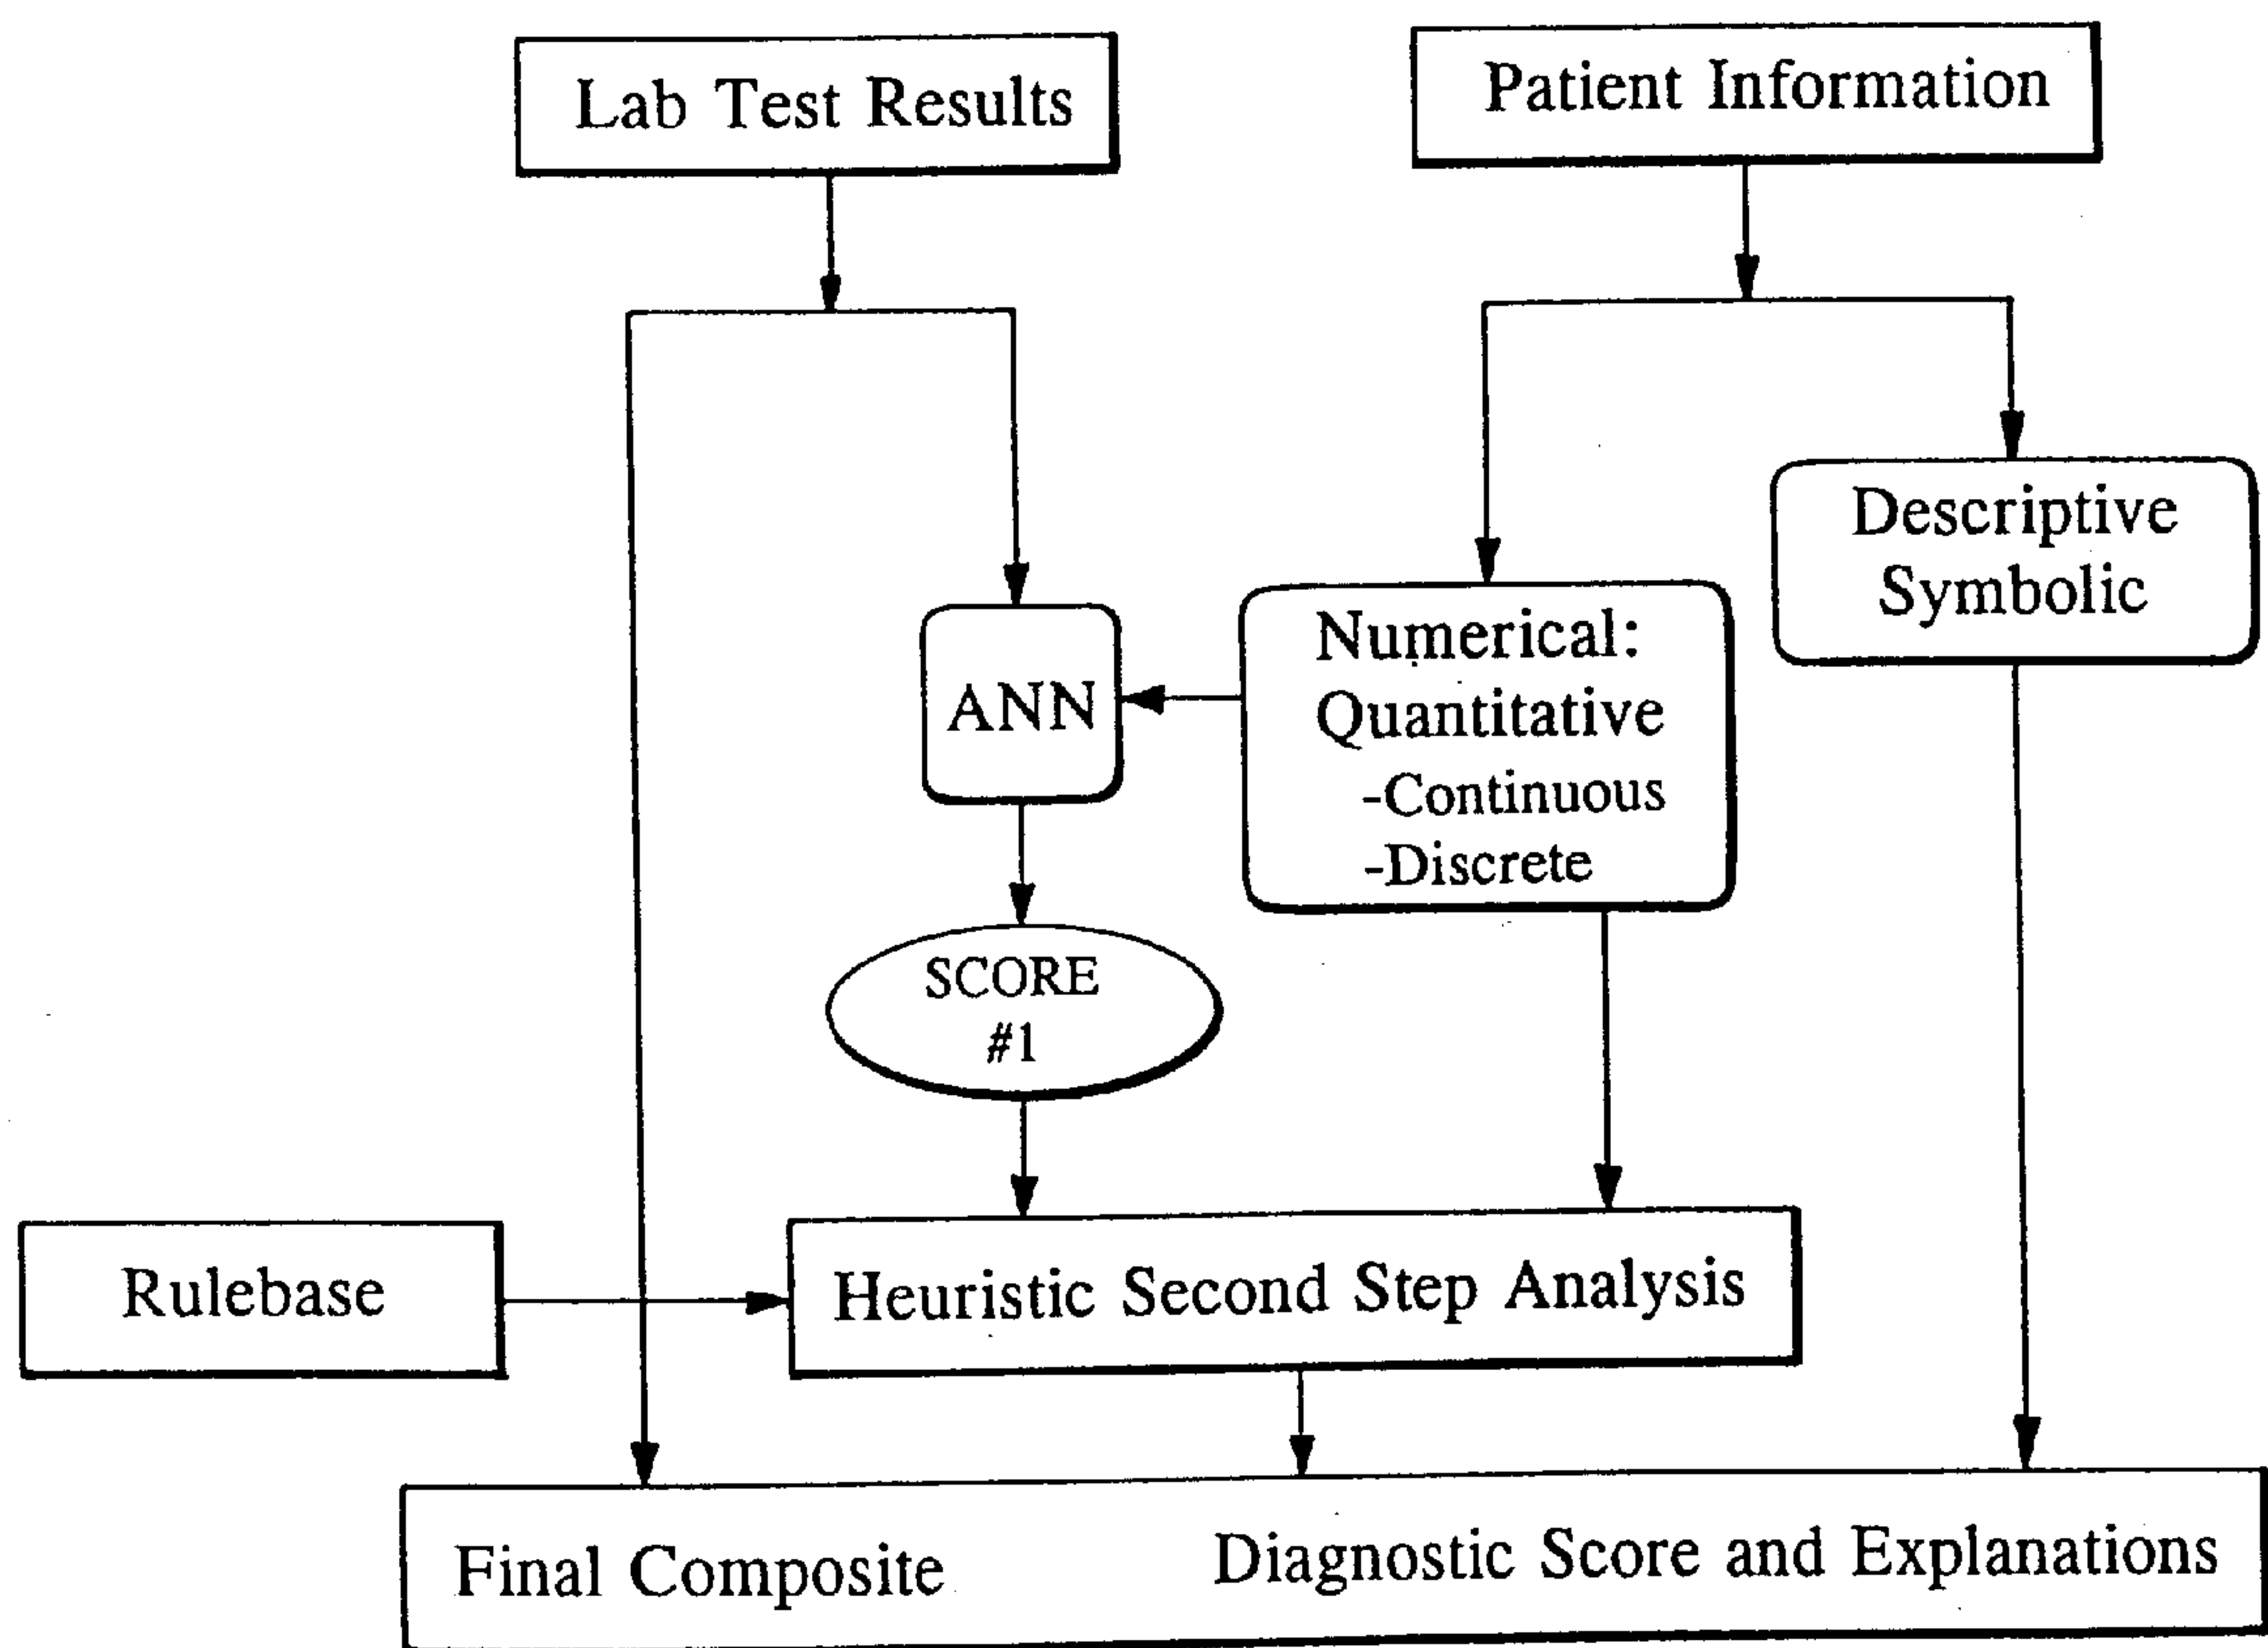 Lab Test Results
Patient Information
Descriptive
Symbolic
Numerical:
Quantitative
-Continuous
-Discrete
ANN
SCORE
#1
Rulebase
Heuristic Second Step Analysis
Final Composite Diagnostic Score and Explanations